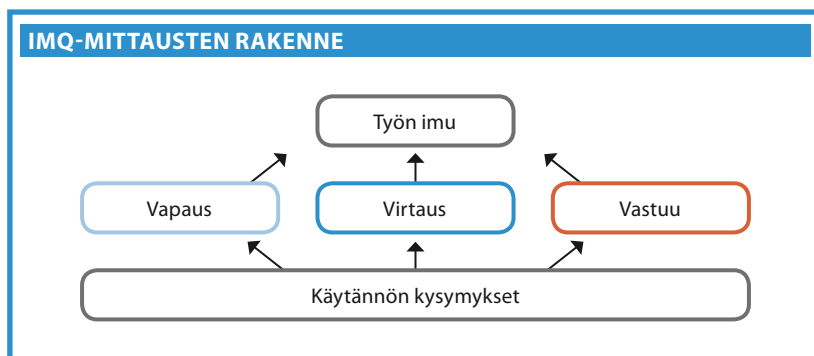 IMQ-MITTAUSTEN RAKENNE
Työn imu
Vapaus
Virtaus
Vastuu
Käytännön kysymykset